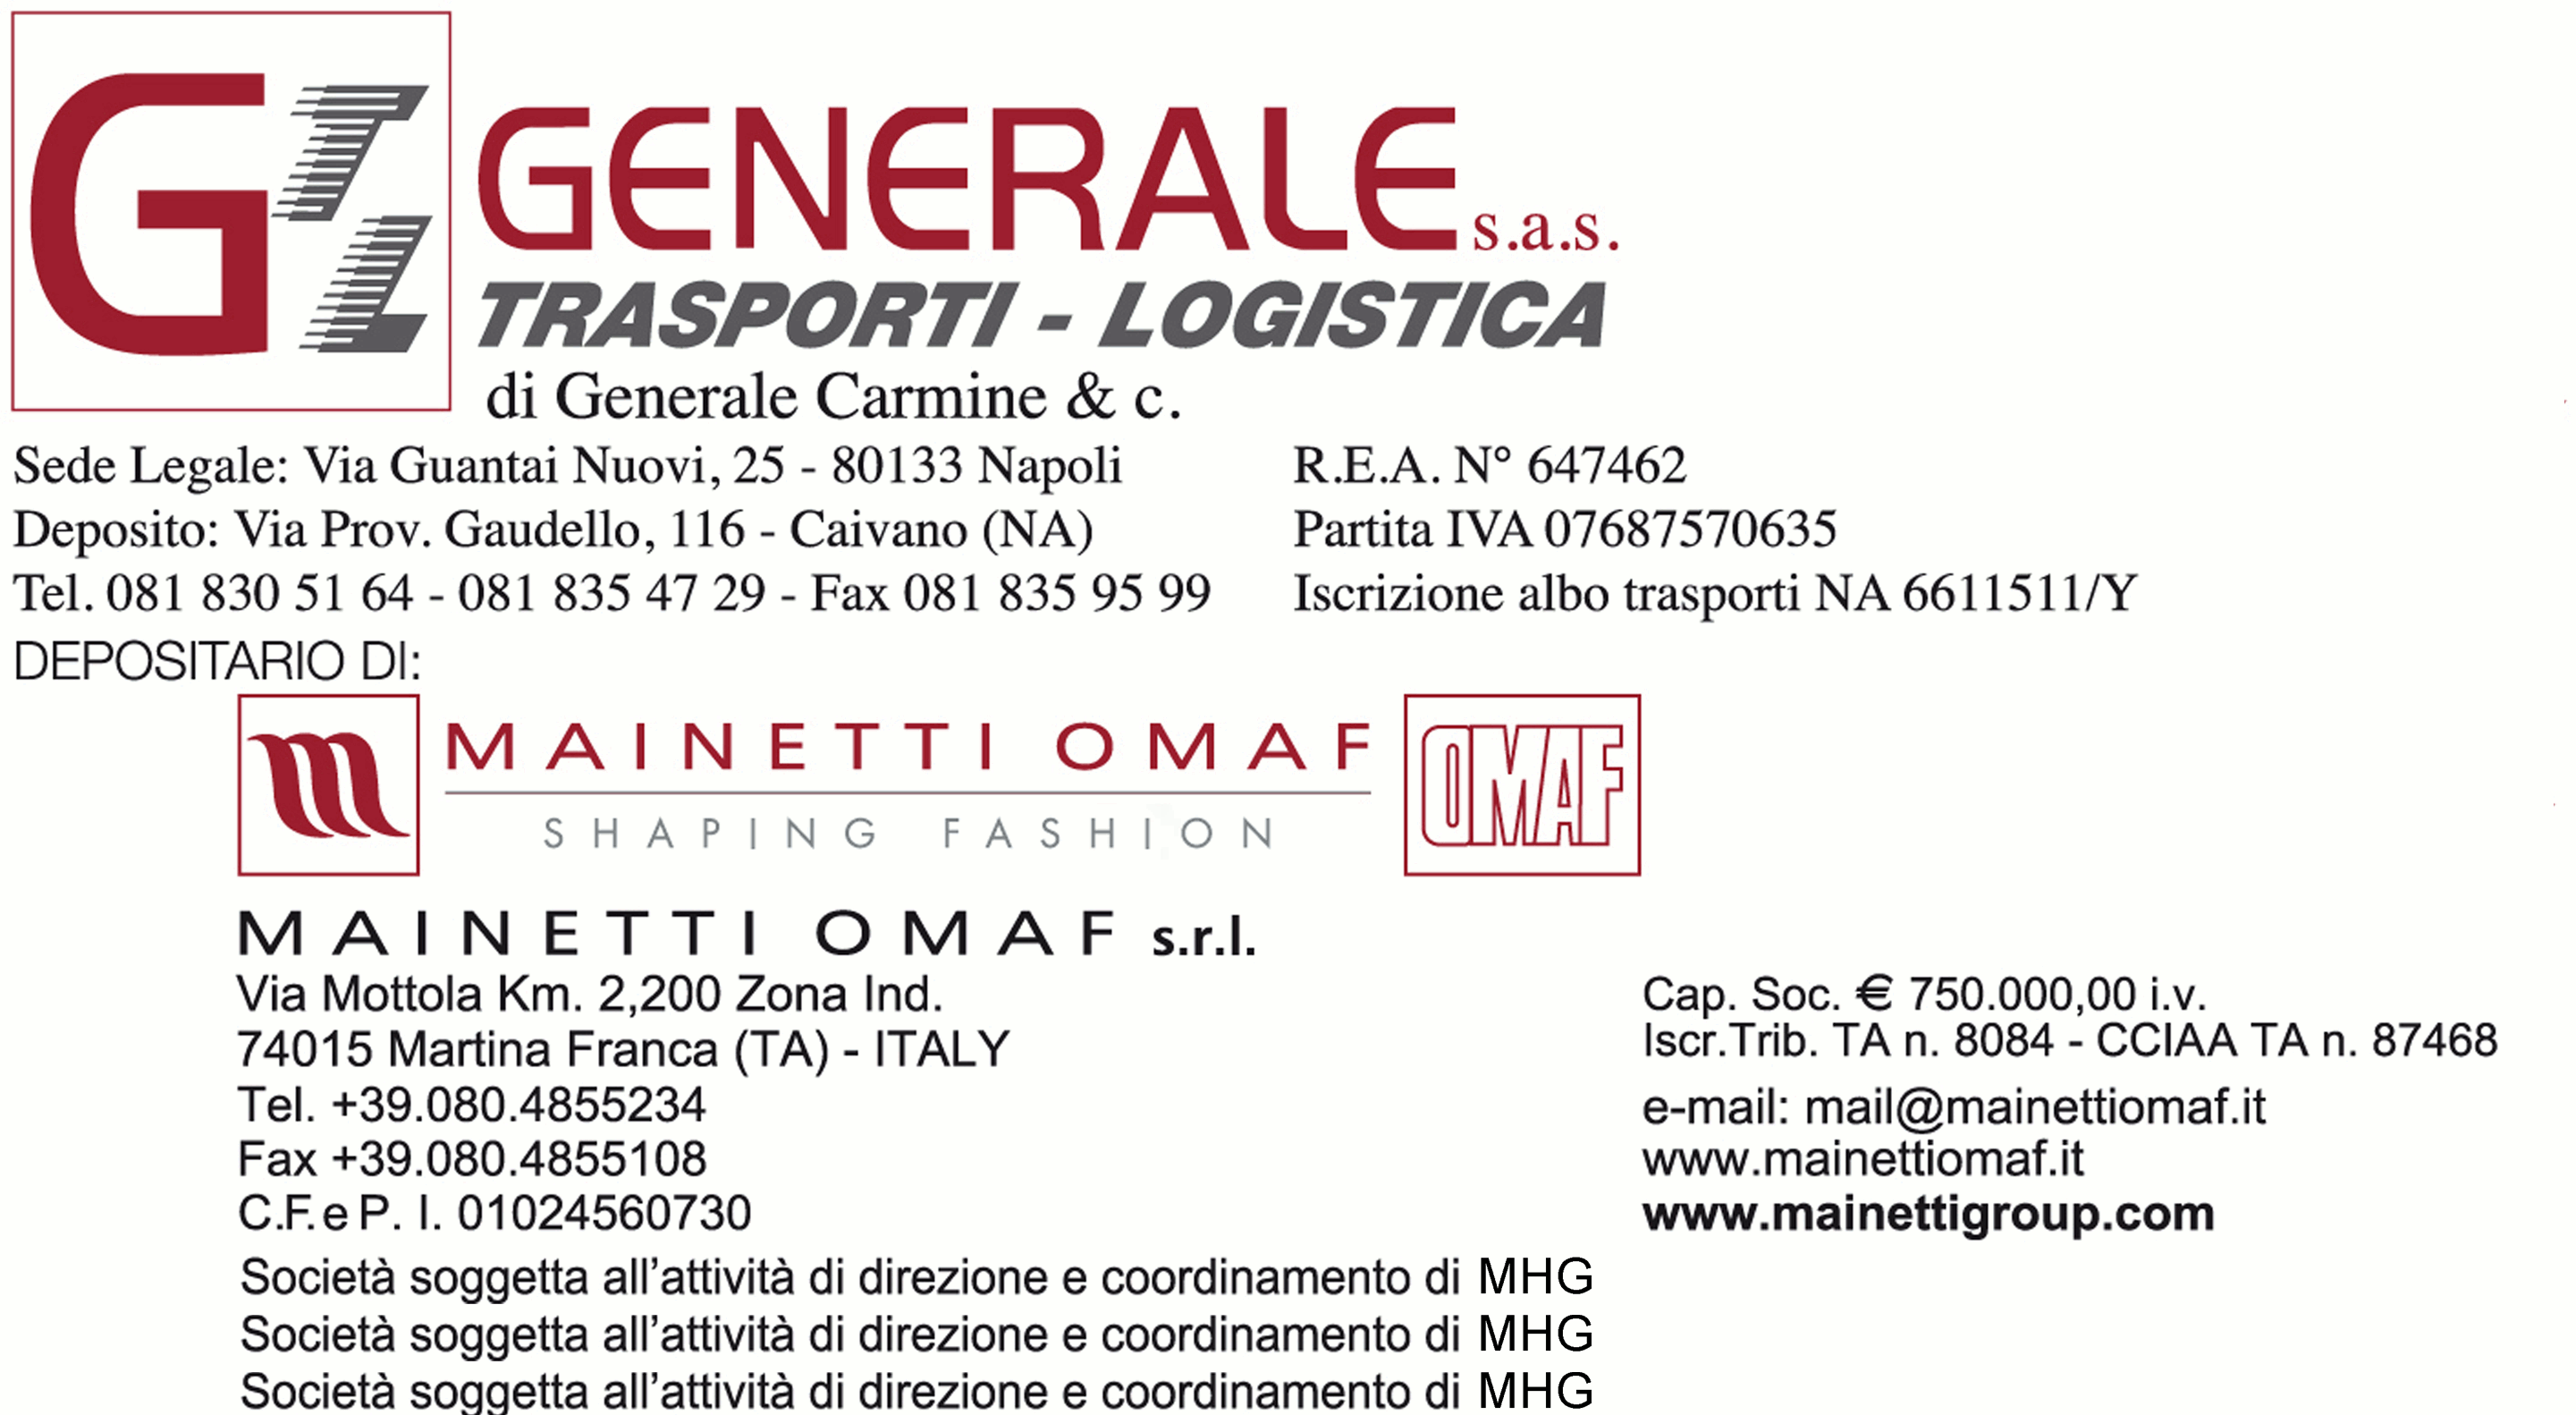 GTL GENERALE s.a.s.
TRASPORTI - LOGISTICA
di Generale Carmine & c.
Sede Legale: Via Guantai Nuovi, 25 - 80133 Napoli
R.E.A. N° 647462
Deposito: Via Prov. Gaudello, 116 - Caivano (NA)
Partita IVA 07687570635
Tel. 081 830 51 64 - 081 835 47 29 - Fax 081 835 95 99
Iscrizione albo trasporti NA 6611511/Y
DEPOSITARIO DI:
m MAINETTI OMAF OMAF
SHAPING FASHION
MAINETTI OMAF s.r.l.
Via Mottola Km. 2,200 Zona Ind.
Cap. Soc. € 750.000,00 i.v.
74015 Martina Franca (TA) - ITALY
Iscr.Trib. TA n. 8084 - CCIAA TA n. 87468
Tel. +39.080.4855234
e-mail: mail@mainettiomaf.it
Fax +39.080.4855108
www.mainettiomaf.it
C.F. e P. I. 01024560730
www.mainettigroup.com
Società soggetta all’attività di direzione e coordinamento di MHG
Società soggetta all’attività di direzione e coordinamento di MHG
Società soggetta all’attività di direzione e coordinamento di MHG